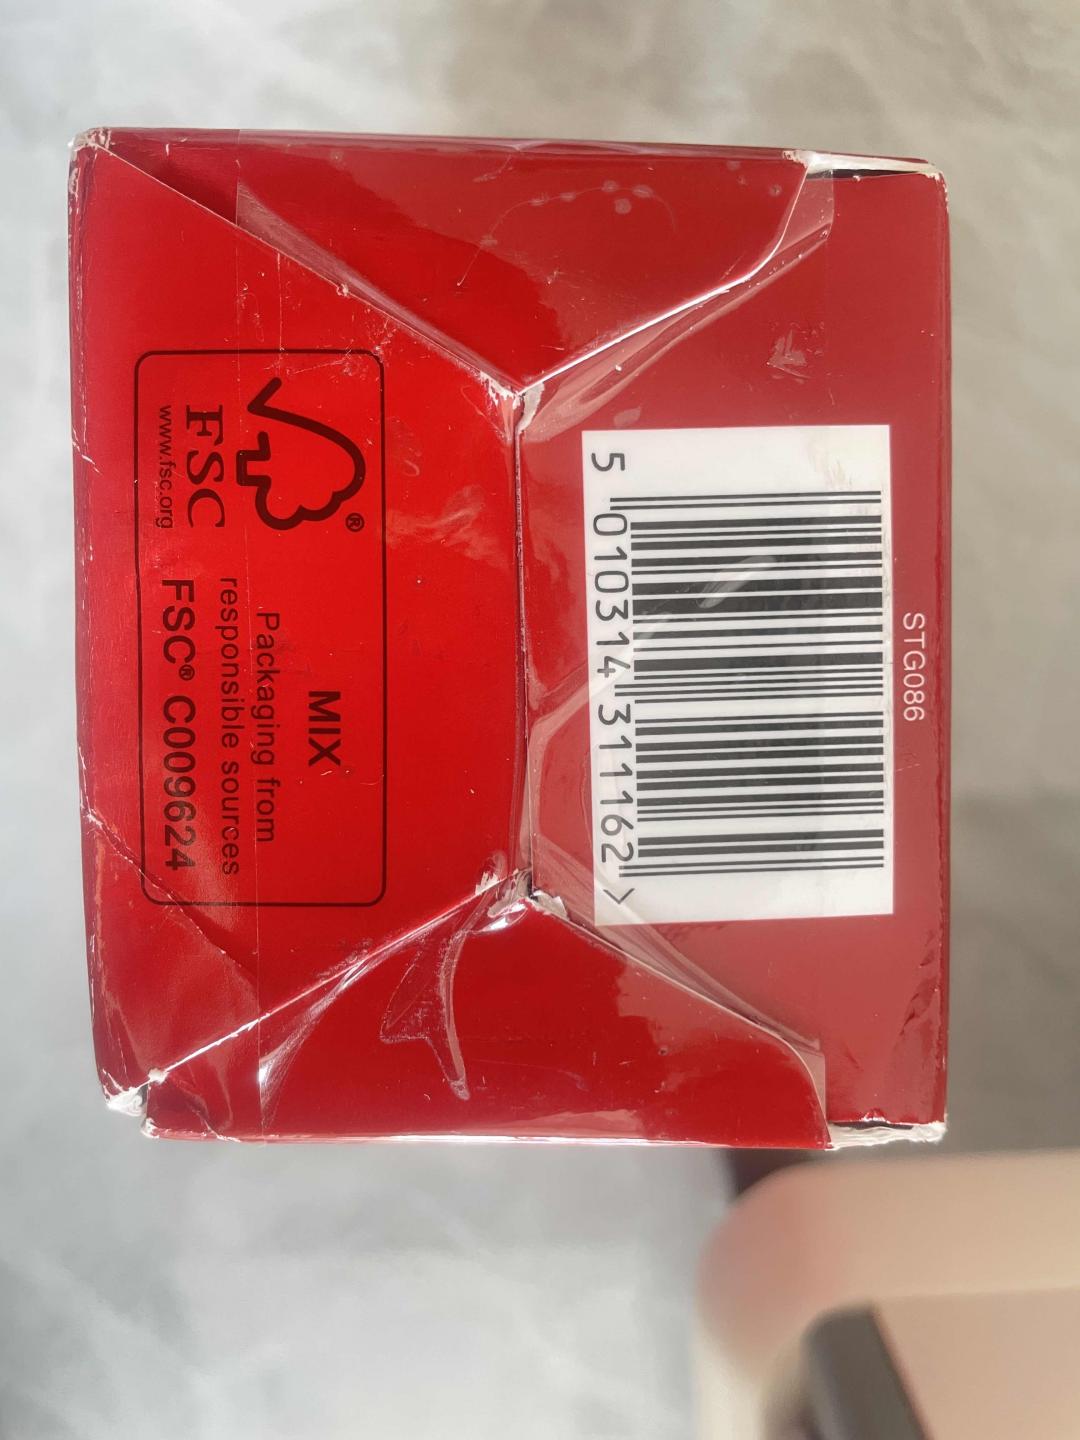 STG086
5 010314 311162 >
®
FSC
www.fsc.org
MIX
Packaging from
responsible sources
FSC® C009624